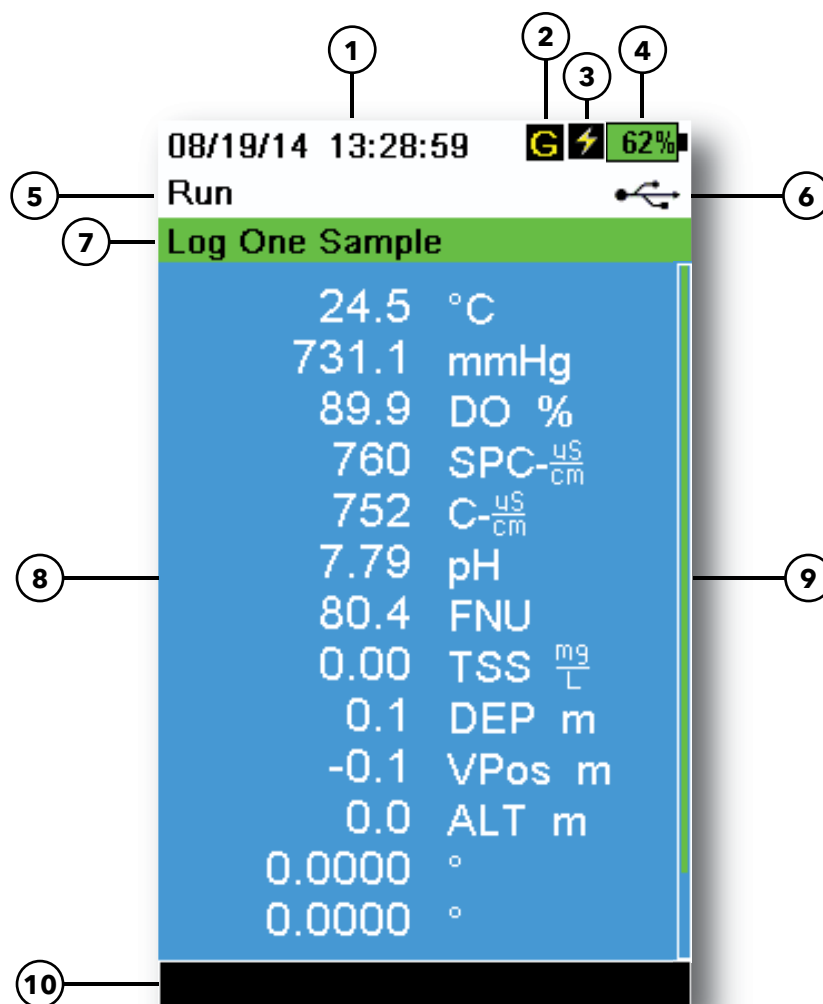 1
2
3
4
08/19/14 13:28:59 G 62%
5
Run
6
7
Log One Sample
24.5 °C
731.1 mmHg
89.9 DO %
760 SPC-uS/cm
752 C-uS/cm
8
7.79 pH
9
80.4 FNU
0.00 TSS mg/L
0.1 DEP m
-0.1 VPos m
0.0 ALT m
0.0000 °
0.0000 °
10